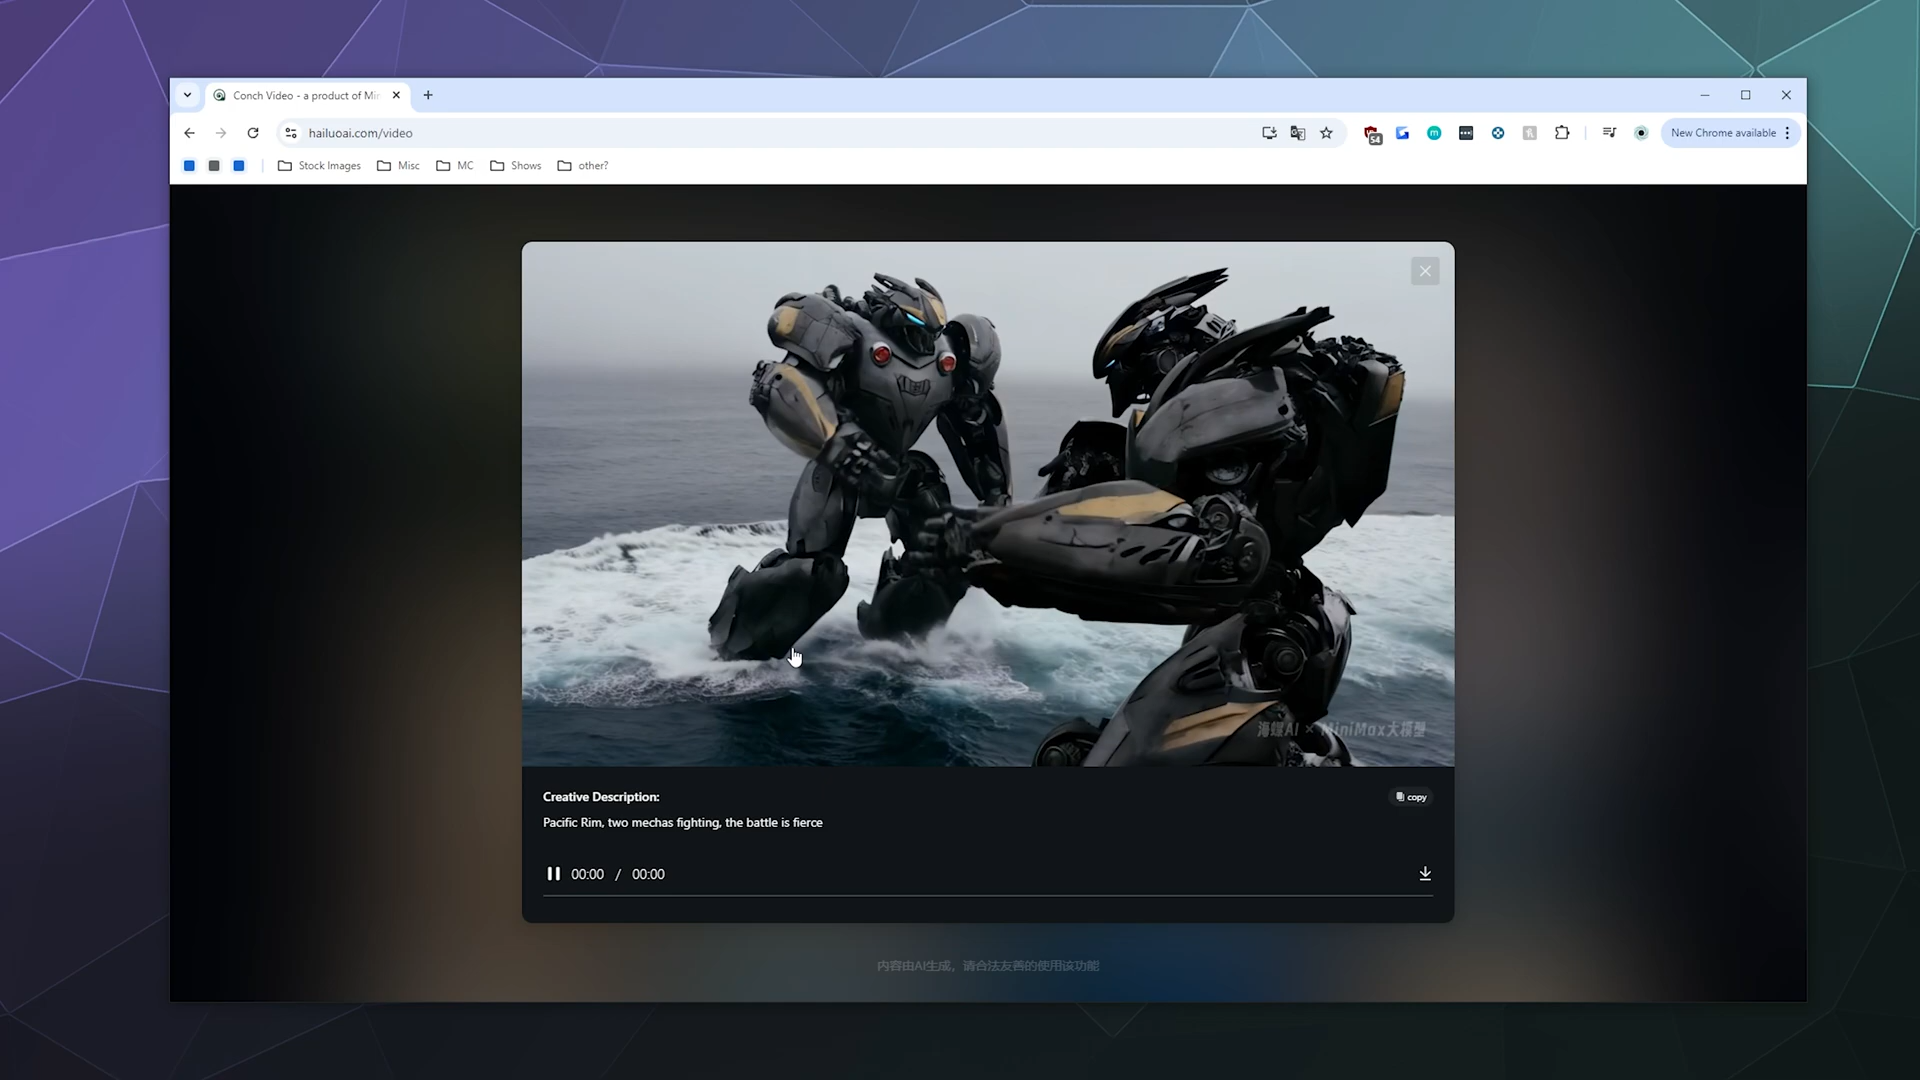 Conch Video - a product of Mi
hailuoai.com/video
54
m
New Chrome available
Stock Images
Misc
MC
Shows
other?
海螺AI × MiniMax大模型
Creative Description:
copy
Pacific Rim, two mechas fighting, the battle is fierce
00:00 / 00:00
内容由AI生成，请合法友善的使用该功能